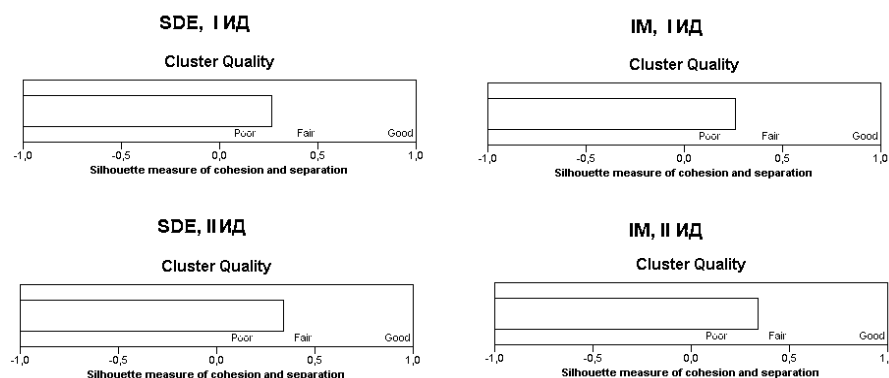 SDE, I ИД
Cluster Quality
Poor Fair Good
-1,0 -0,5 0,0 0,5 1,0
Silhouette measure of cohesion and separation
IM, I ИД
Cluster Quality
Poor Fair Good
-1,0 -0,5 0,0 0,5 1,0
Silhouette measure of cohesion and separation
SDE, II ИД
Cluster Quality
Poor Fair Good
-1,0 -0,5 0,0 0,5 1,0
Silhouette measure of cohesion and separation
IM, II ИД
Cluster Quality
Poor Fair Good
-1,0 -0,5 0,0 0,5 1,
Silhouette measure of cohesion and separation